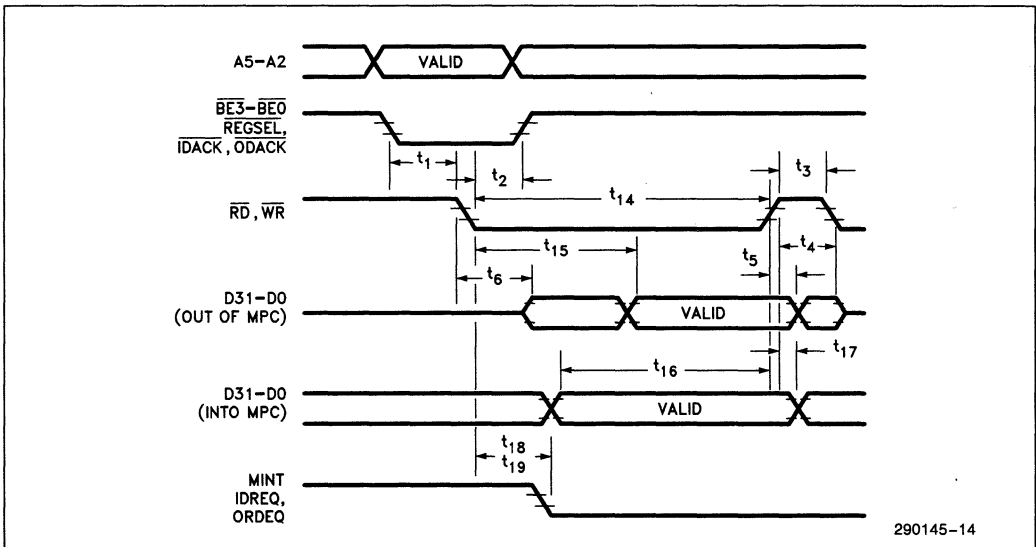 A5–A2
VALID
BE3–BE0
REGSEL,
IDACK, ODACK
t1
t2
t3
RD, WR
t14
t15
t5
t4
t6
D31–D0
(OUT OF MPC)
VALID
t17
t16
D31–D0
(INTO MPC)
VALID
t18
t19
MINT
IDREQ,
ORDEQ
290145–14